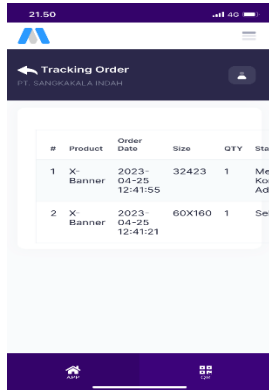 21.50
4G
Tracking Order
PT. SANGKAKALA INDAH
# Product Order Date Size QTY Sta
1 X-Banner 2023-04-25 12:41:55 32423 1 Me Ko Ad
2 X-Banner 2023-04-25 12:41:21 60X160 1 Sel
APP
QR